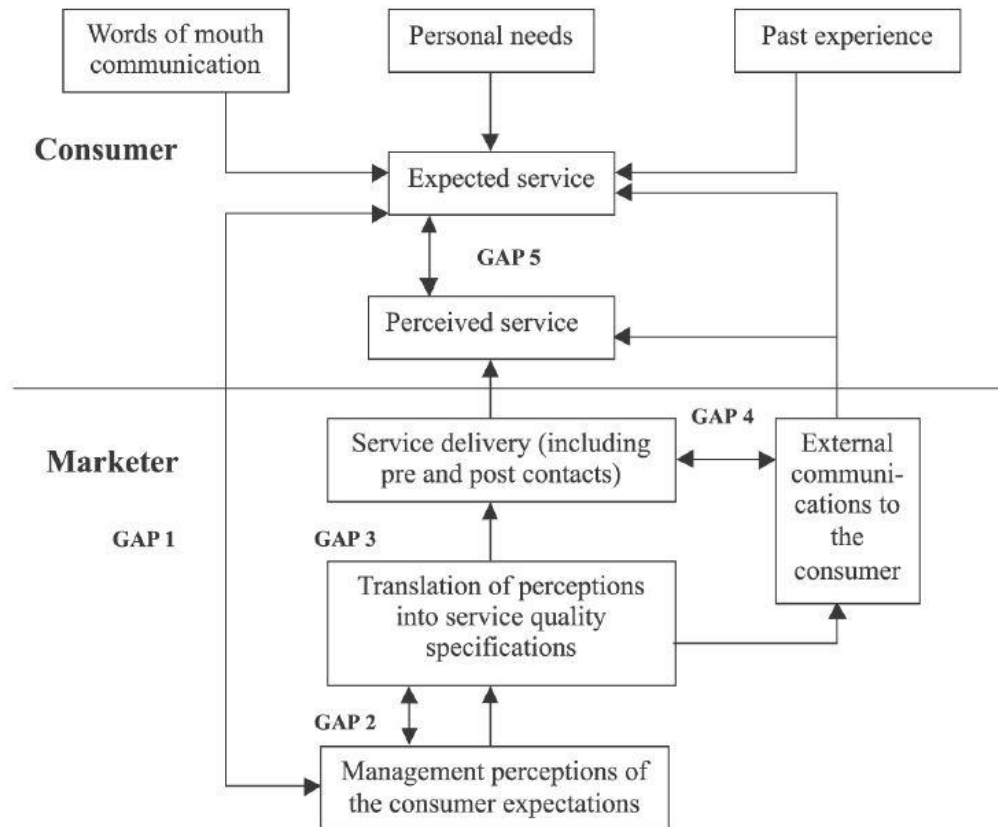 Words of mouth
communication
Personal needs
Past experience
Consumer
Expected service
GAP 5
Perceived service
GAP 4
Marketer
Service delivery (including
pre and post contacts)
External
communi-
cations to
the
consumer
GAP 1
GAP 3
Translation of perceptions
into service quality
specifications
GAP 2
Management perceptions of
the consumer expectations